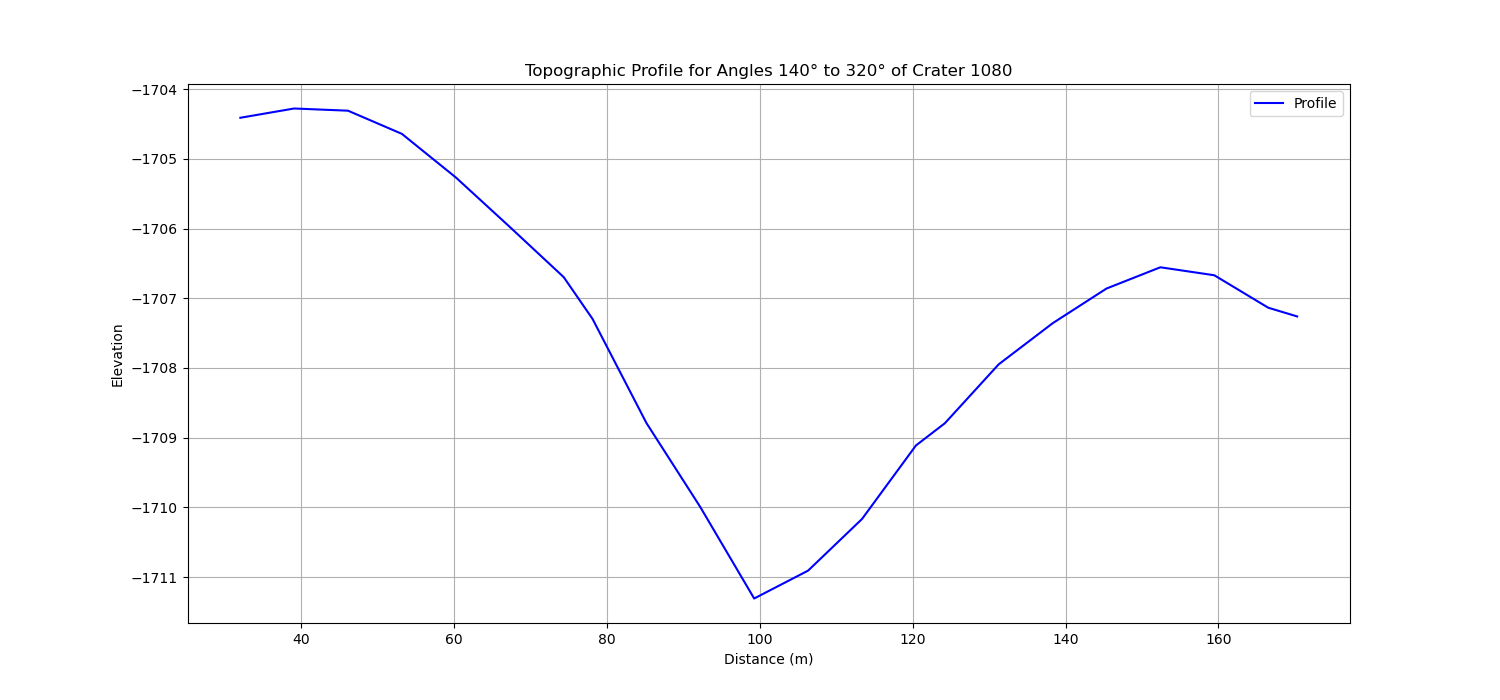 Topographic Profile for Angles 140° to 320° of Crater 1080
Profile
Elevation
−1704
−1705
−1706
−1707
−1708
−1709
−1710
−1711
40 60 80 100 120 140 160
Distance (m)